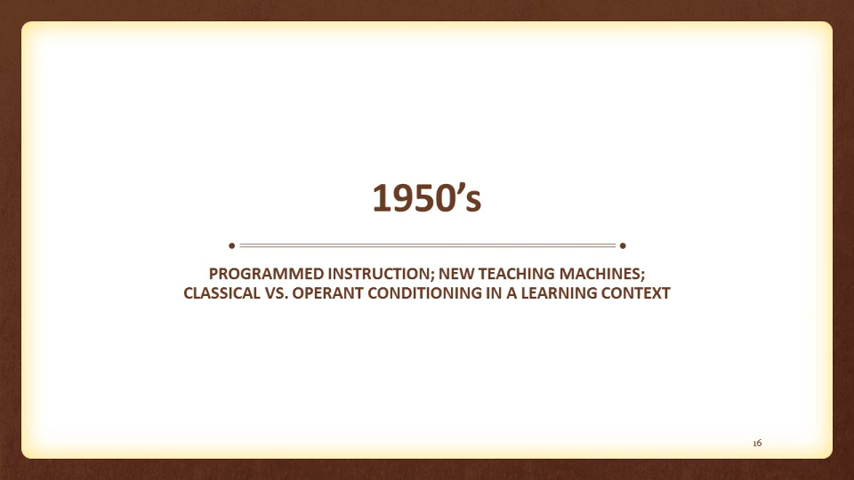 1950’s
PROGRAMMED INSTRUCTION; NEW TEACHING MACHINES;
CLASSICAL VS. OPERANT CONDITIONING IN A LEARNING CONTEXT
16